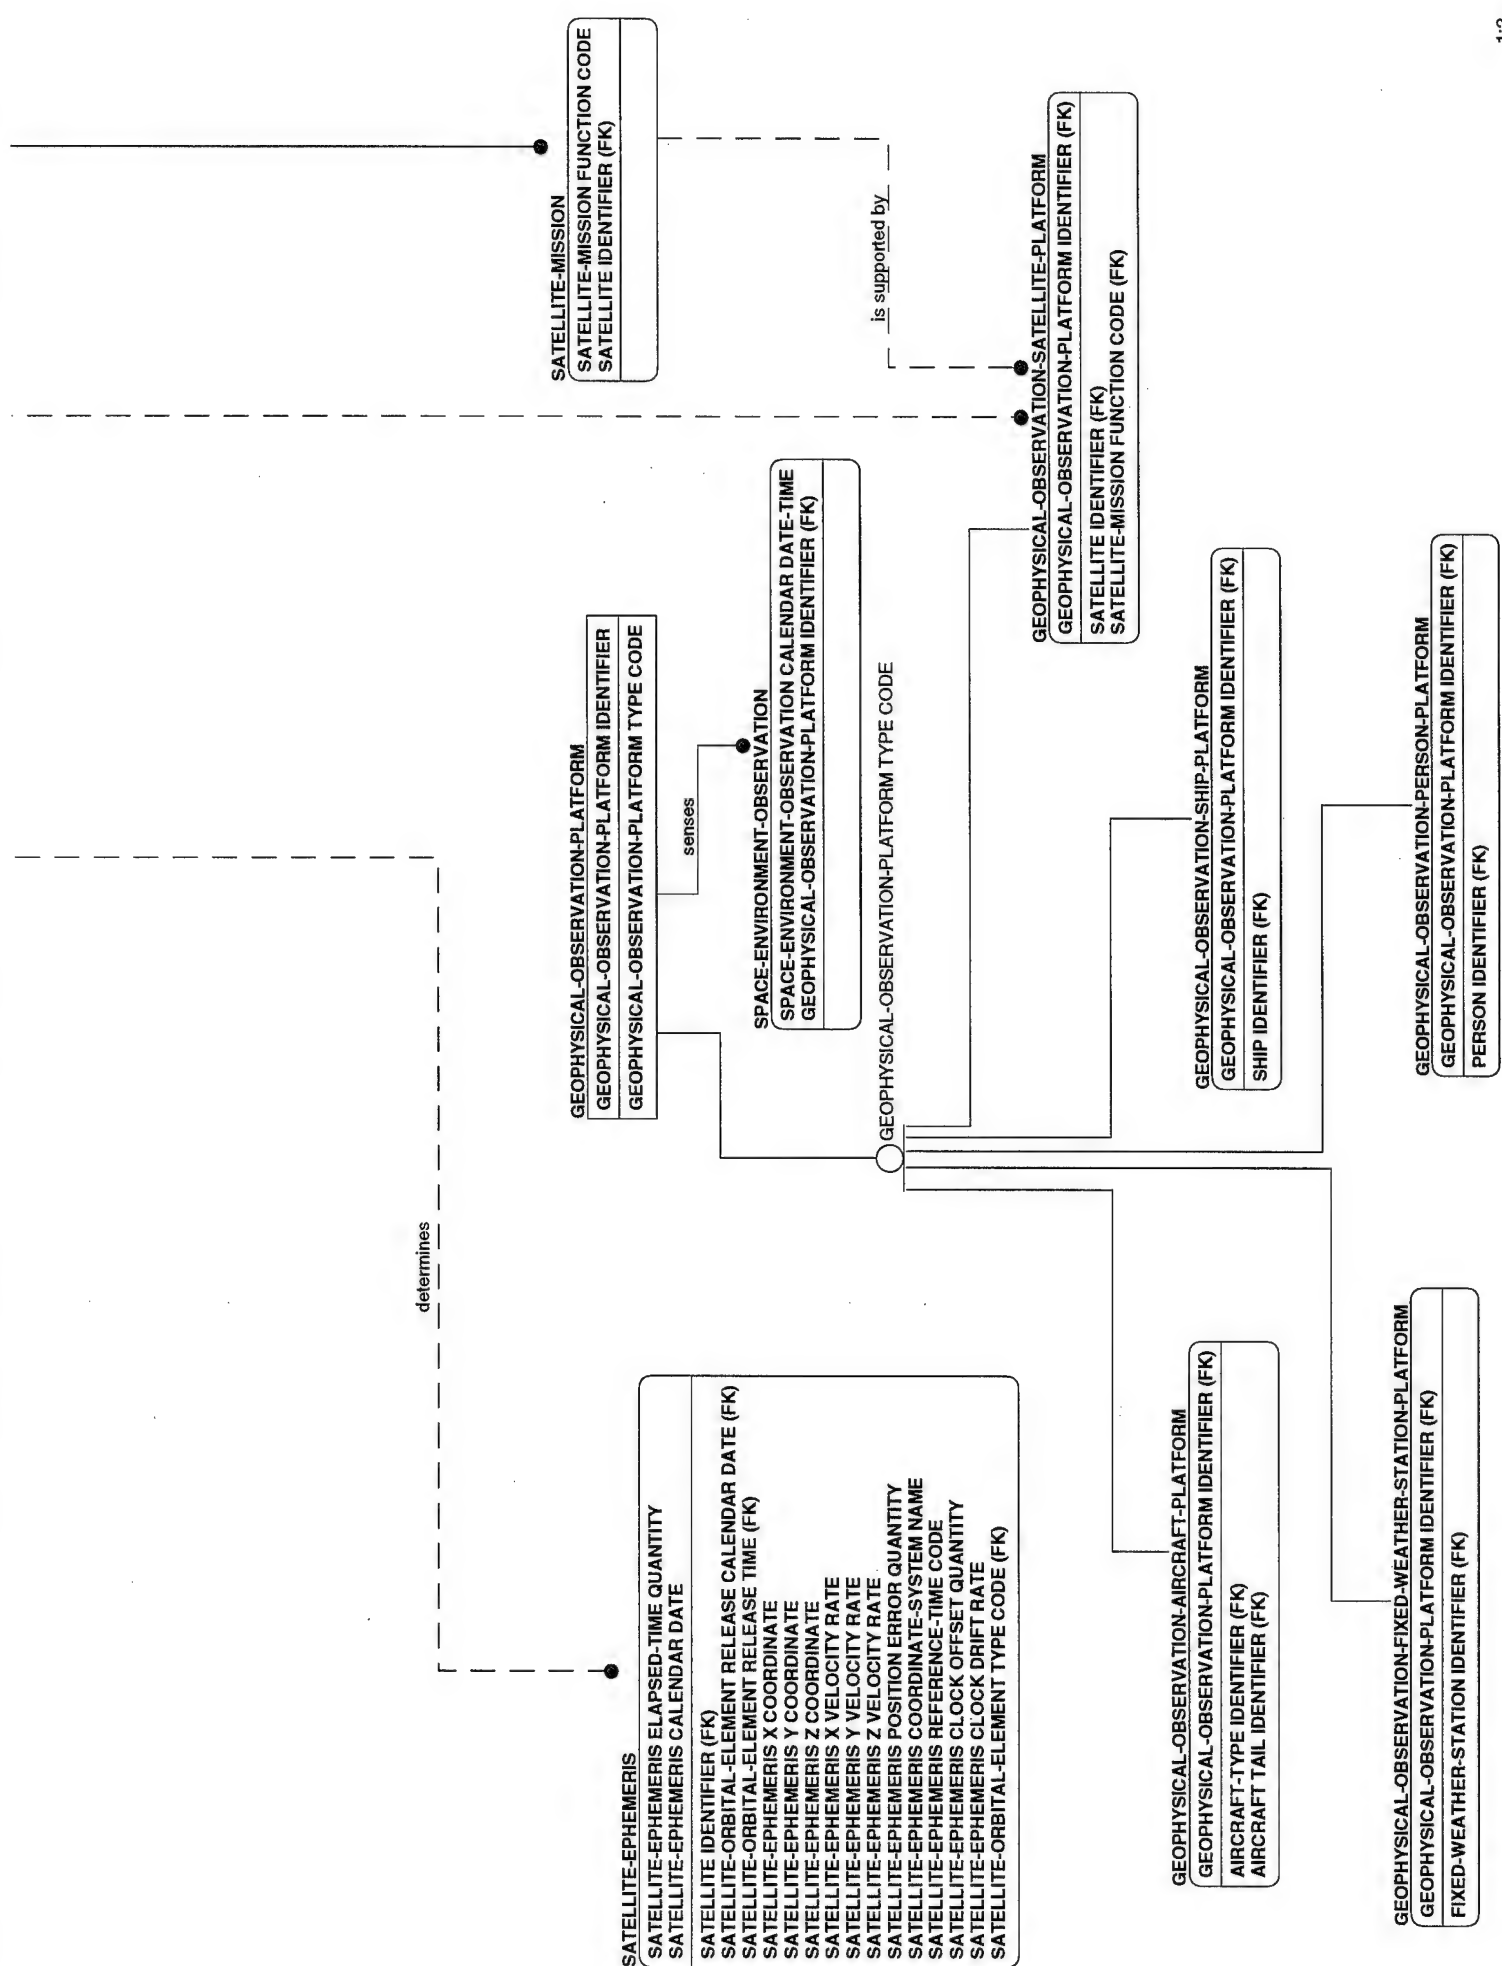 SATELLITE-MISSION
SATELLITE-MISSION FUNCTION CODE
SATELLITE IDENTIFIER (FK)
is supported by
determines
GEOPHYSICAL-OBSERVATION-PLATFORM
GEOPHYSICAL-OBSERVATION-PLATFORM IDENTIFIER
GEOPHYSICAL-OBSERVATION-PLATFORM TYPE CODE
senses
SPACE-ENVIRONMENT-OBSERVATION
SPACE-ENVIRONMENT-OBSERVATION CALENDAR DATE-TIME
GEOPHYSICAL-OBSERVATION-PLATFORM IDENTIFIER (FK)
GEOPHYSICAL-OBSERVATION-PLATFORM TYPE CODE
GEOPHYSICAL-OBSERVATION-SATELLITE-PLATFORM
GEOPHYSICAL-OBSERVATION-PLATFORM IDENTIFIER (FK)
SATELLITE IDENTIFIER (FK)
SATELLITE-MISSION FUNCTION CODE (FK)
SATELLITE-EPHEMERIS
SATELLITE-EPHEMERIS ELAPSED-TIME QUANTITY
SATELLITE-EPHEMERIS CALENDAR DATE
SATELLITE IDENTIFIER (FK)
SATELLITE-ORBITAL-ELEMENT RELEASE CALENDAR DATE (FK)
SATELLITE-ORBITAL-ELEMENT RELEASE TIME (FK)
SATELLITE-EPHEMERIS X COORDINATE
SATELLITE-EPHEMERIS Y COORDINATE
SATELLITE-EPHEMERIS Z COORDINATE
SATELLITE-EPHEMERIS X VELOCITY RATE
SATELLITE-EPHEMERIS Y VELOCITY RATE
SATELLITE-EPHEMERIS Z VELOCITY RATE
SATELLITE-EPHEMERIS POSITION ERROR QUANTITY
SATELLITE-EPHEMERIS COORDINATE-SYSTEM NAME
SATELLITE-EPHEMERIS REFERENCE-TIME CODE
SATELLITE-EPHEMERIS CLOCK OFFSET QUANTITY
SATELLITE-EPHEMERIS CLOCK DRIFT RATE
SATELLITE-ORBITAL-ELEMENT TYPE CODE (FK)
GEOPHYSICAL-OBSERVATION-AIRCRAFT-PLATFORM
GEOPHYSICAL-OBSERVATION-PLATFORM IDENTIFIER (FK)
AIRCRAFT-TYPE IDENTIFIER (FK)
AIRCRAFT TAIL IDENTIFIER (FK)
GEOPHYSICAL-OBSERVATION-SHIP-PLATFORM
GEOPHYSICAL-OBSERVATION-PLATFORM IDENTIFIER (FK)
SHIP IDENTIFIER (FK)
GEOPHYSICAL-OBSERVATION-FIXED-WEATHER-STATION-PLATFORM
GEOPHYSICAL-OBSERVATION-PLATFORM IDENTIFIER (FK)
FIXED-WEATHER-STATION IDENTIFIER (FK)
GEOPHYSICAL-OBSERVATION-PERSON-PLATFORM
GEOPHYSICAL-OBSERVATION-PLATFORM IDENTIFIER (FK)
PERSON IDENTIFIER (FK)